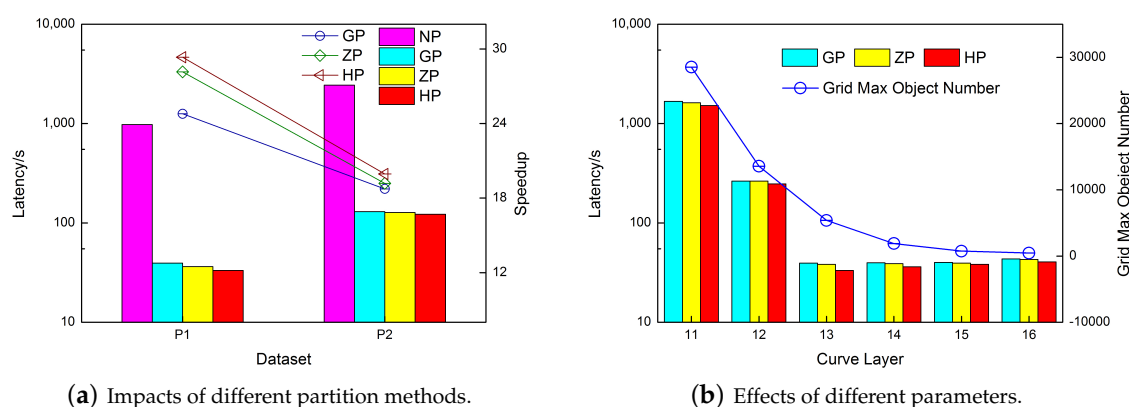 10,000
1,000
100
10
Latency/s
30
24
18
12
Speedup
GP
ZP
HP
NP
GP
ZP
HP
P1
P2
Dataset
(a) Impacts of different partition methods.
10,000
1,000
100
10
Latency/s
GP ZP HP
Grid Max Object Number
30000
20000
10000
0
-10000
Grid Max Obeject Number
11 12 13 14 15 16
Curve Layer
(b) Effects of different parameters.